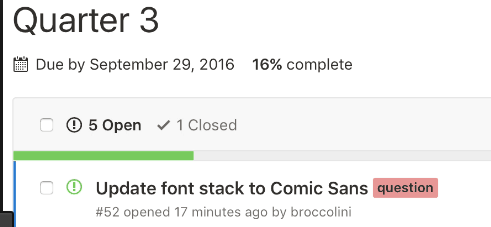 Quarter 3
Due by September 29, 2016 16% complete
5 Open 1 Closed
Update font stack to Comic Sans question
#52 opened 17 minutes ago by broccolini